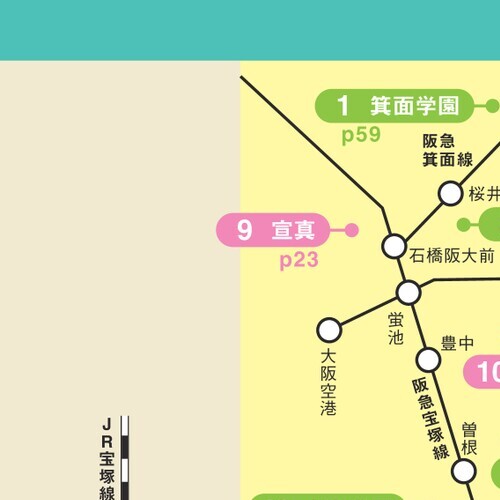 1 箕面学園
p59
阪急
箕面線
桜井
9 宣真
p23
石橋阪大前
蛍池
豊中
大阪空港
10
阪急宝塚線
曽根
JR宝塚線